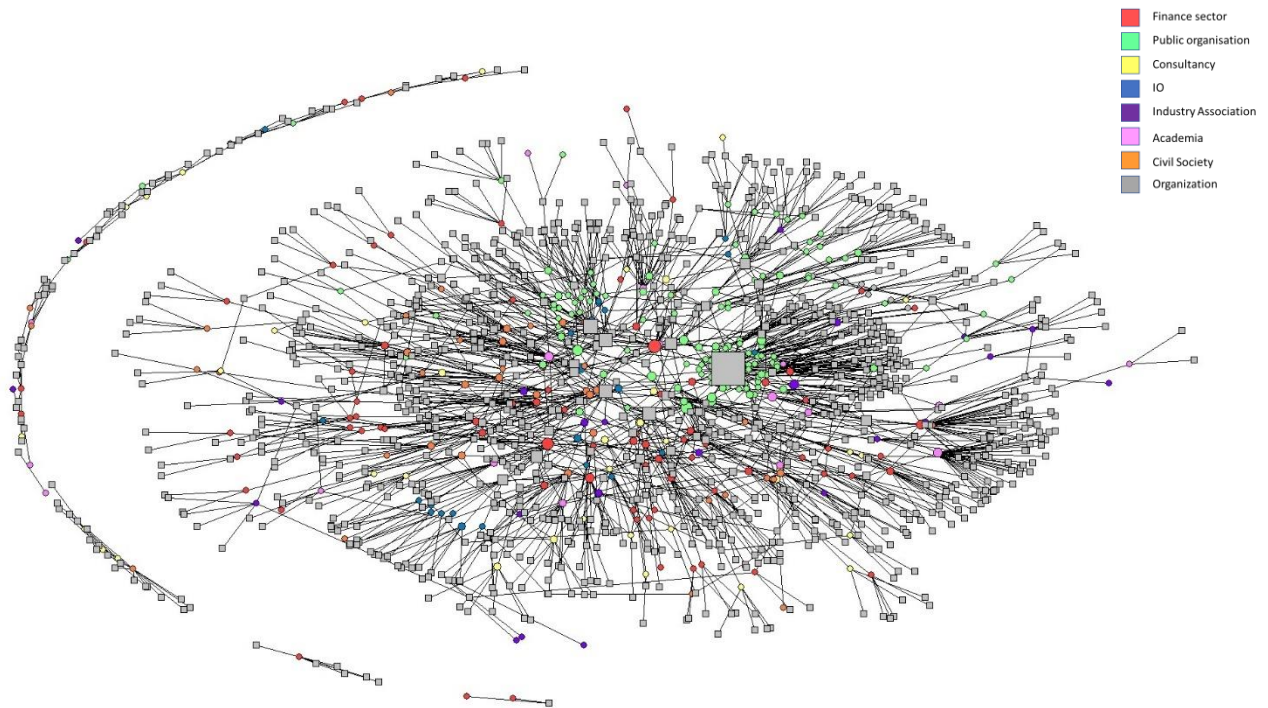 Finance sector
Public organisation
Consultancy
IO
Industry Association
Academia
Civil Society
Organization